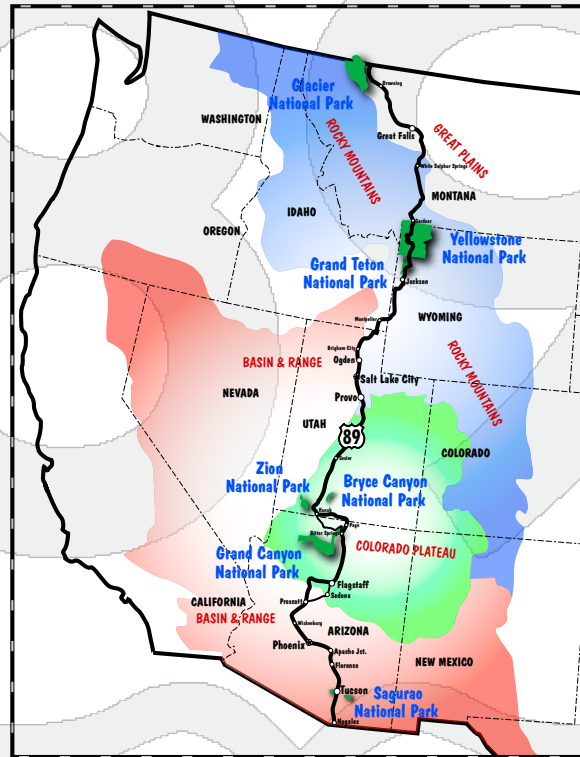 Glacier
National Park
Browning
WASHINGTON
Great Falls
ROCKY MOUNTAINS
GREAT PLAINS
White Sulphur Springs
MONTANA
IDAHO
Gardner
OREGON
Yellowstone
National Park
Grand Teton
National Park
Jackson
WYOMING
Montpelier
Brigham City
Ogden
BASIN & RANGE
Salt Lake City
ROCKY MOUNTAINS
NEVADA
Provo
UTAH
89
COLORADO
Sevier
Zion
National Park
Bryce Canyon
National Park
Kanab
Page
Bitter Springs
Grand Canyon
National Park
COLORADO PLATEAU
Flagstaff
Sedona
CALIFORNIA
Prescott
BASIN & RANGE
Wickenburg
ARIZONA
Phoenix
Apache Jct.
Florence
NEW MEXICO
Tucson
Sagurao
National Park
Nogales